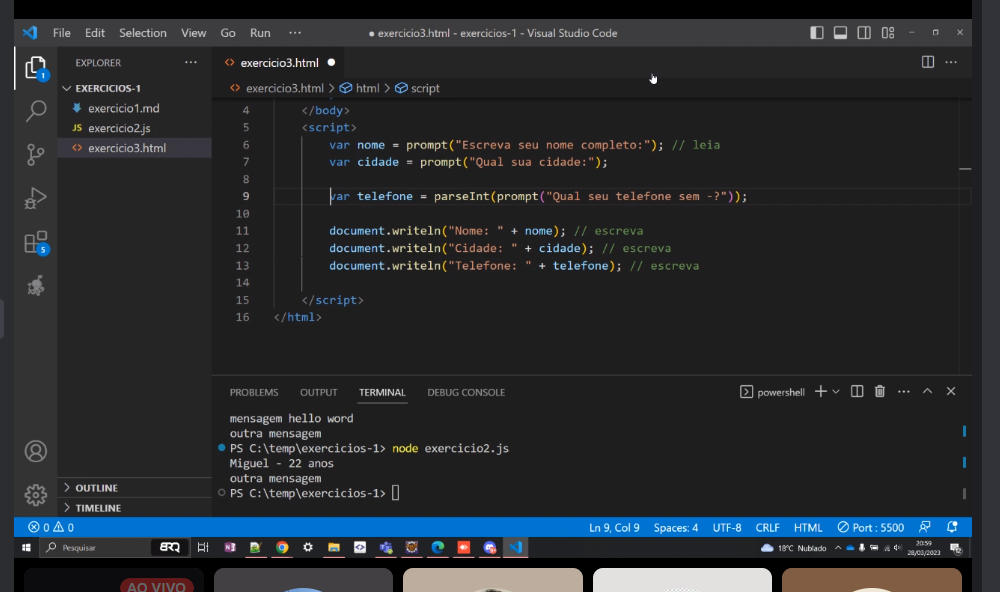 File Edit Selection View Go Run ··· ● exercicio3.html - exercicios-1 - Visual Studio Code
EXPLORER ···
EXERCICIOS-1
exercicio1.md
JS exercicio2.js
<> exercicio3.html
OUTLINE
TIMELINE
1
5
<> exercicio3.html ●
<> exercicio3.html > html > script
4 </body>
5 <script>
6 var nome = prompt("Escreva seu nome completo:"); // leia
7 var cidade = prompt("Qual sua cidade:");
8
9 var telefone = parseInt(prompt("Qual seu telefone sem -?"));
10
11 document.writeln("Nome: " + nome); // escreva
12 document.writeln("Cidade: " + cidade); // escreva
13 document.writeln("Telefone: " + telefone); // escreva
14
15 </script>
16 </html>
PROBLEMS OUTPUT TERMINAL DEBUG CONSOLE powershell
mensagem hello word
outra mensagem
PS C:\temp\exercicios-1> node exercicio2.js
Miguel - 22 anos
outra mensagem
PS C:\temp\exercicios-1>
0 0 Ln 9, Col 9 Spaces: 4 UTF-8 CRLF HTML Port : 5500
Pesquisar 18°C Nublado 20:59
28/03/2023
AO VIVO